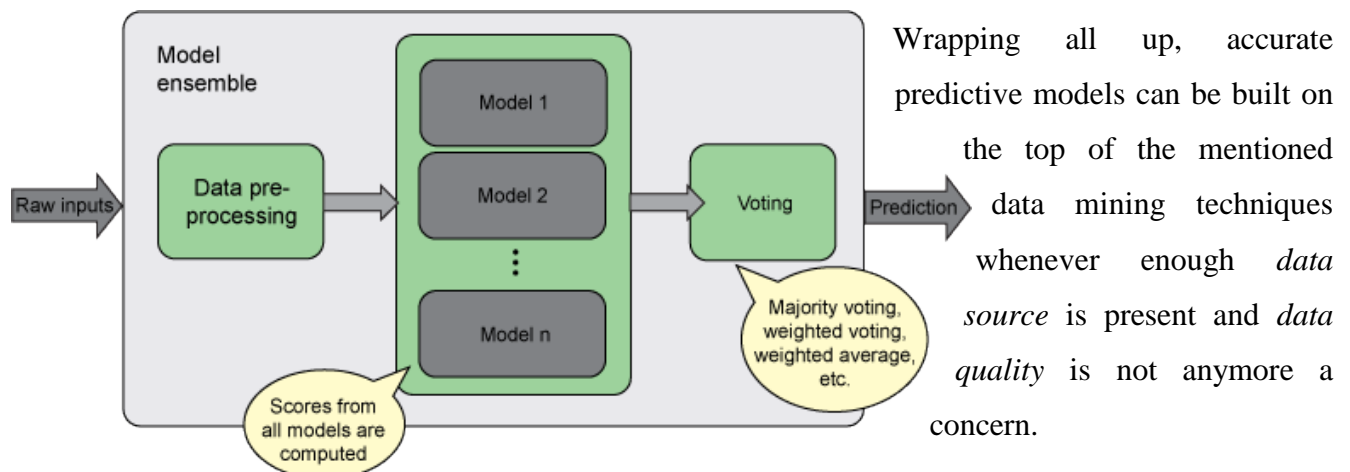 Model
ensemble
Raw inputs
Data pre-
processing
Model 1
Model 2
Model n
Scores from
all models are
computed
Voting
Majority voting,
weighted voting,
weighted average,
etc.
Prediction
Wrapping all up, accurate
predictive models can be built on
the top of the mentioned
data mining techniques
whenever enough data
source is present and data
quality is not anymore a
concern.